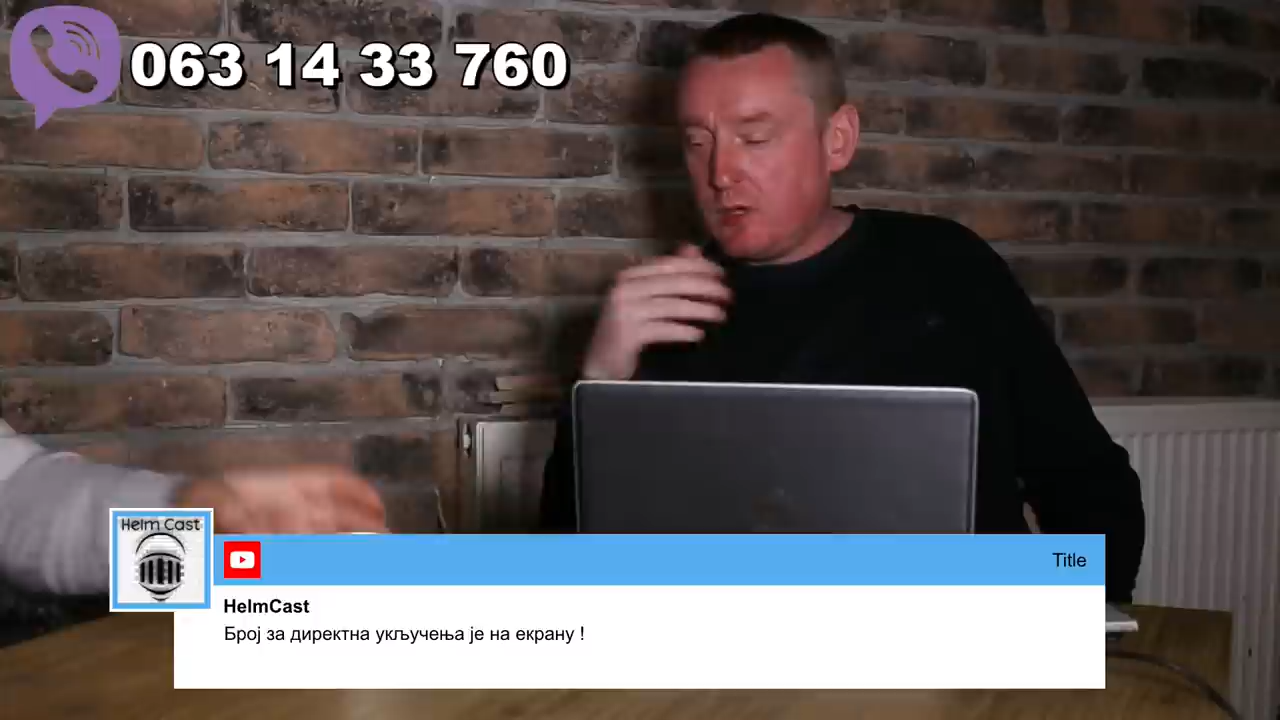 063 14 33 760
Helm Cast
Title
HelmCast
Број за директна укључења је на екрану !